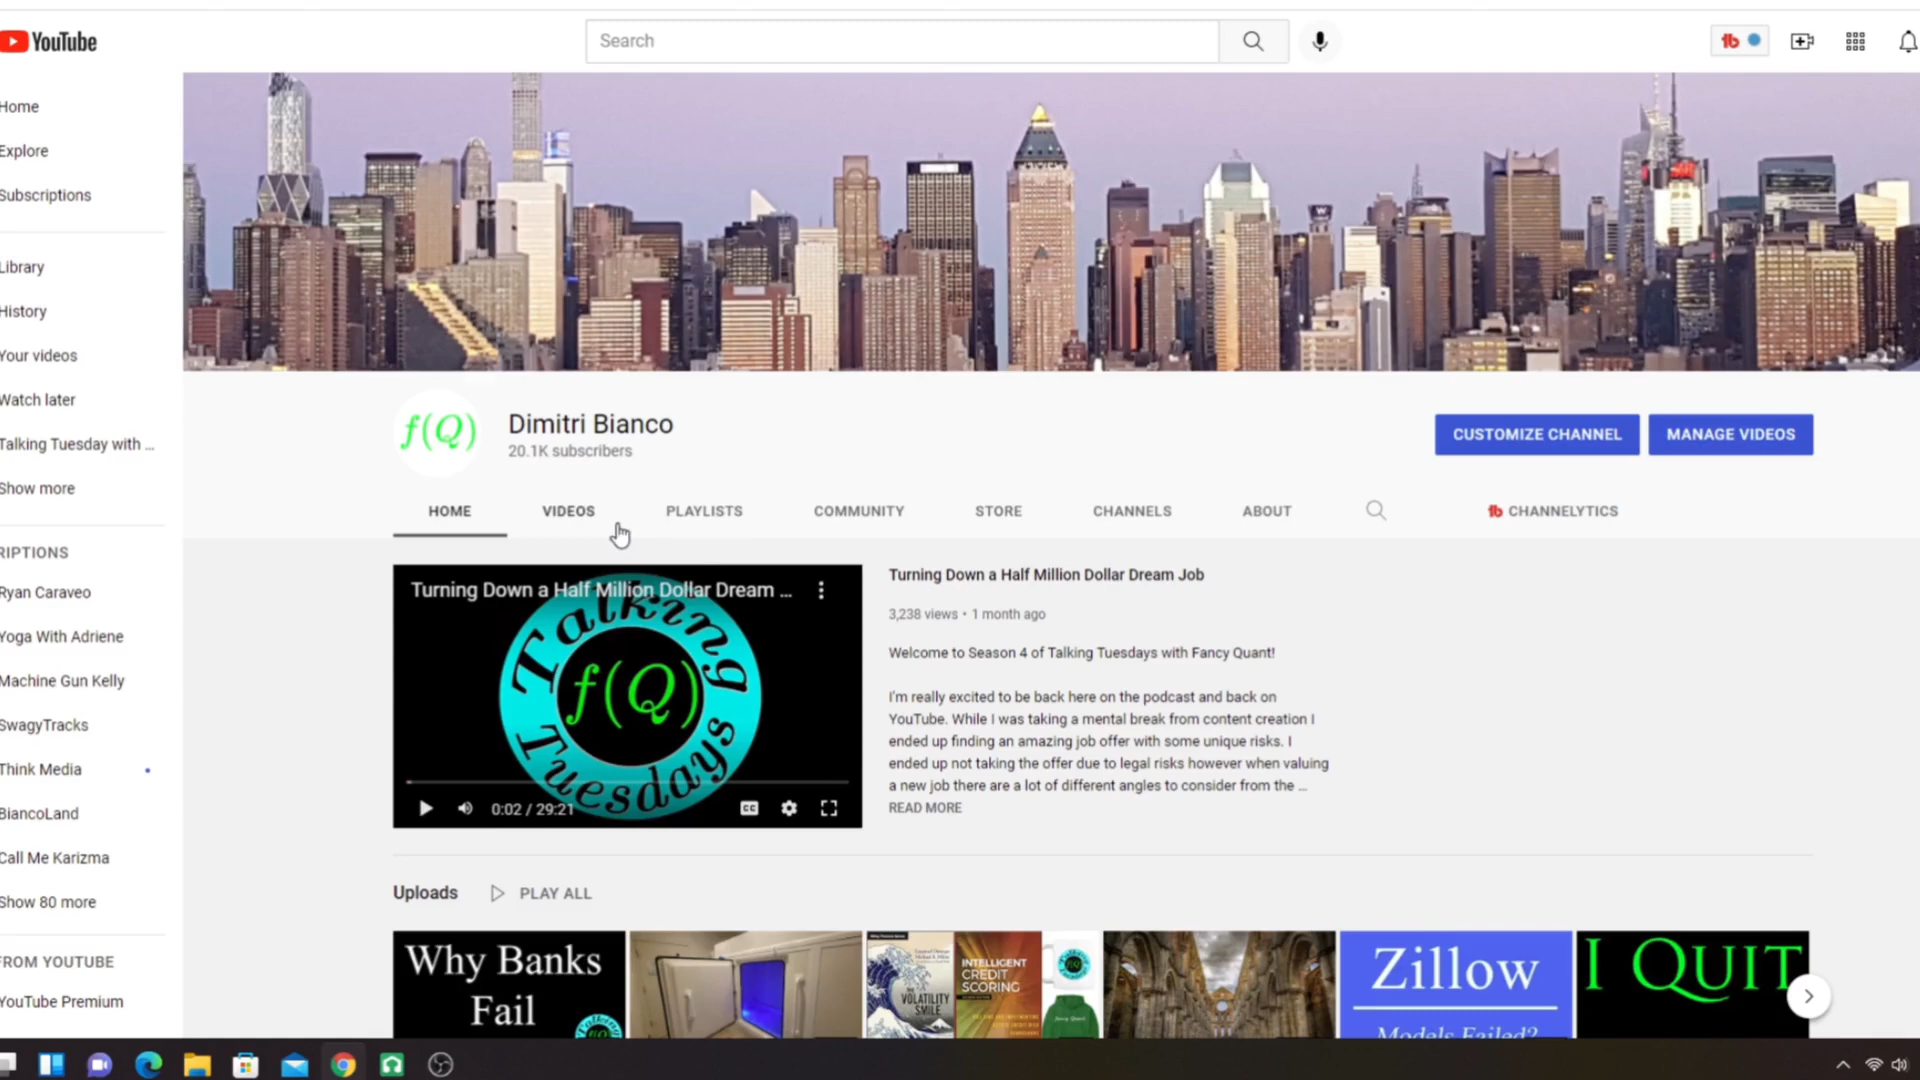 YouTube
Search
Home
Explore
Subscriptions
Library
History
Your videos
Watch later
Talking Tuesday with ...
Show more
RIPTIONS
Ryan Caraveo
Yoga With Adriene
Machine Gun Kelly
SwagyTracks
Think Media
BiancoLand
Call Me Karizma
Show 80 more
FROM YOUTUBE
YouTube Premium
f(Q)
Dimitri Bianco
20.1K subscribers
CUSTOMIZE CHANNEL
MANAGE VIDEOS
HOME VIDEOS PLAYLISTS COMMUNITY STORE CHANNELS ABOUT
tb CHANNELYTICS
Turning Down a Half Million Dollar Dream ...
Talking
f(Q)
Tuesdays
0:02 / 29:21
CC
Turning Down a Half Million Dollar Dream Job
3,238 views • 1 month ago
Welcome to Season 4 of Talking Tuesdays with Fancy Quant!
I'm really excited to be back here on the podcast and back on
YouTube. While I was taking a mental break from content creation I
ended up finding an amazing job offer with some unique risks. I
ended up not taking the offer due to legal risks however when valuing
a new job there are a lot of different angles to consider from the ...
READ MORE
Uploads
PLAY ALL
Why Banks
Fail
THE
VOLATILITY
SMILE
INTELLIGENT
CREDIT
SCORING
Zillow
Models Failed?
I QUIT